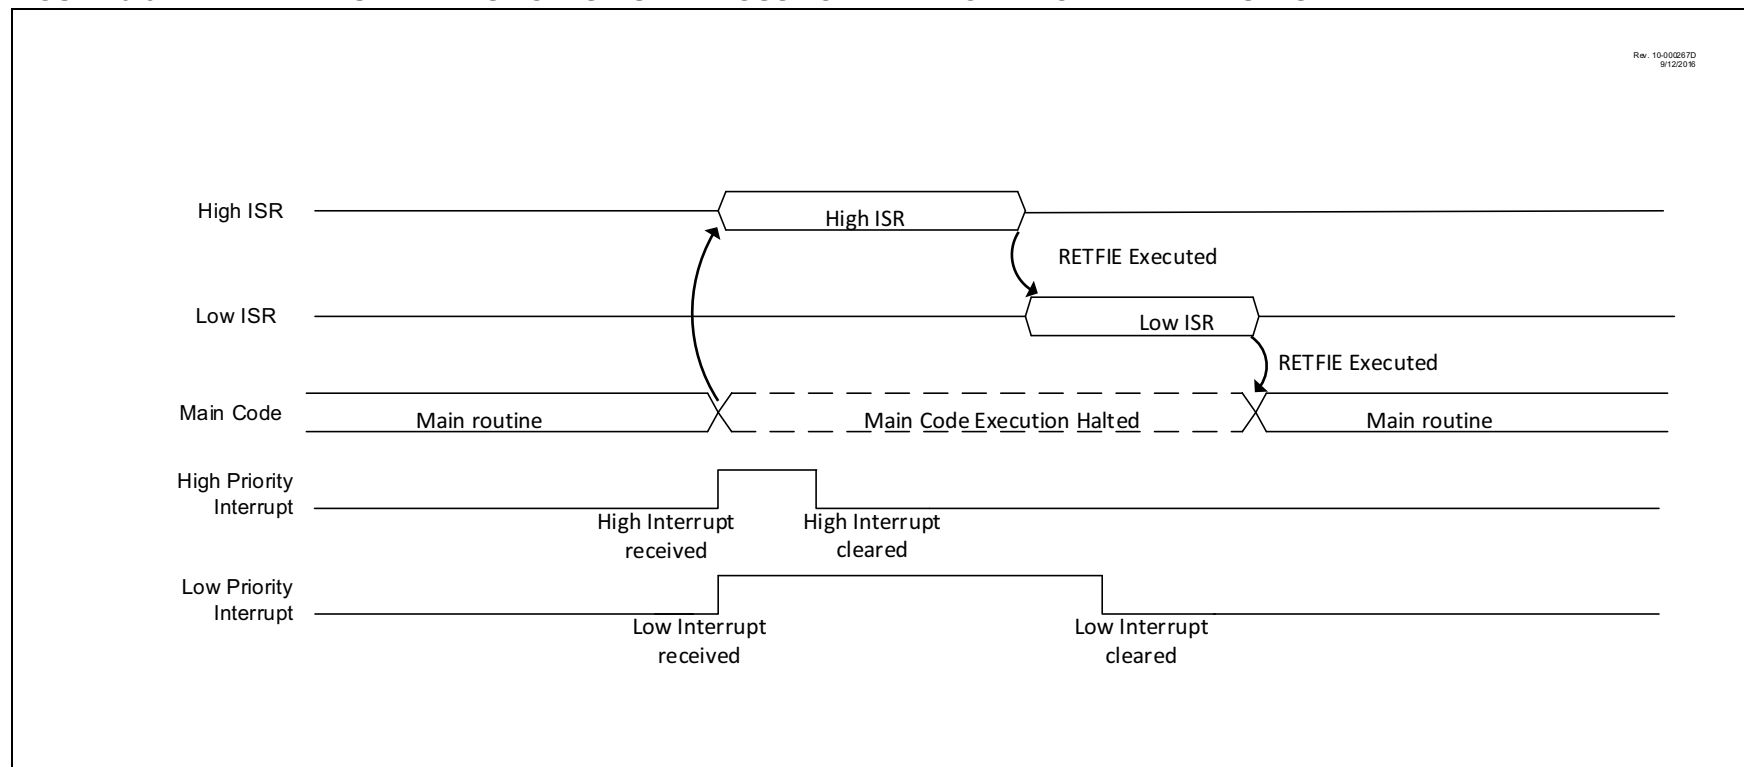 Rev. 10-000267D
9/12/2016
High ISR
High ISR
RETFIE Executed
Low ISR
Low ISR
RETFIE Executed
Main Code
Main routine
Main Code Execution Halted
Main routine
High Priority
Interrupt
High Interrupt
received
High Interrupt
cleared
Low Priority
Interrupt
Low Interrupt
received
Low Interrupt
cleared